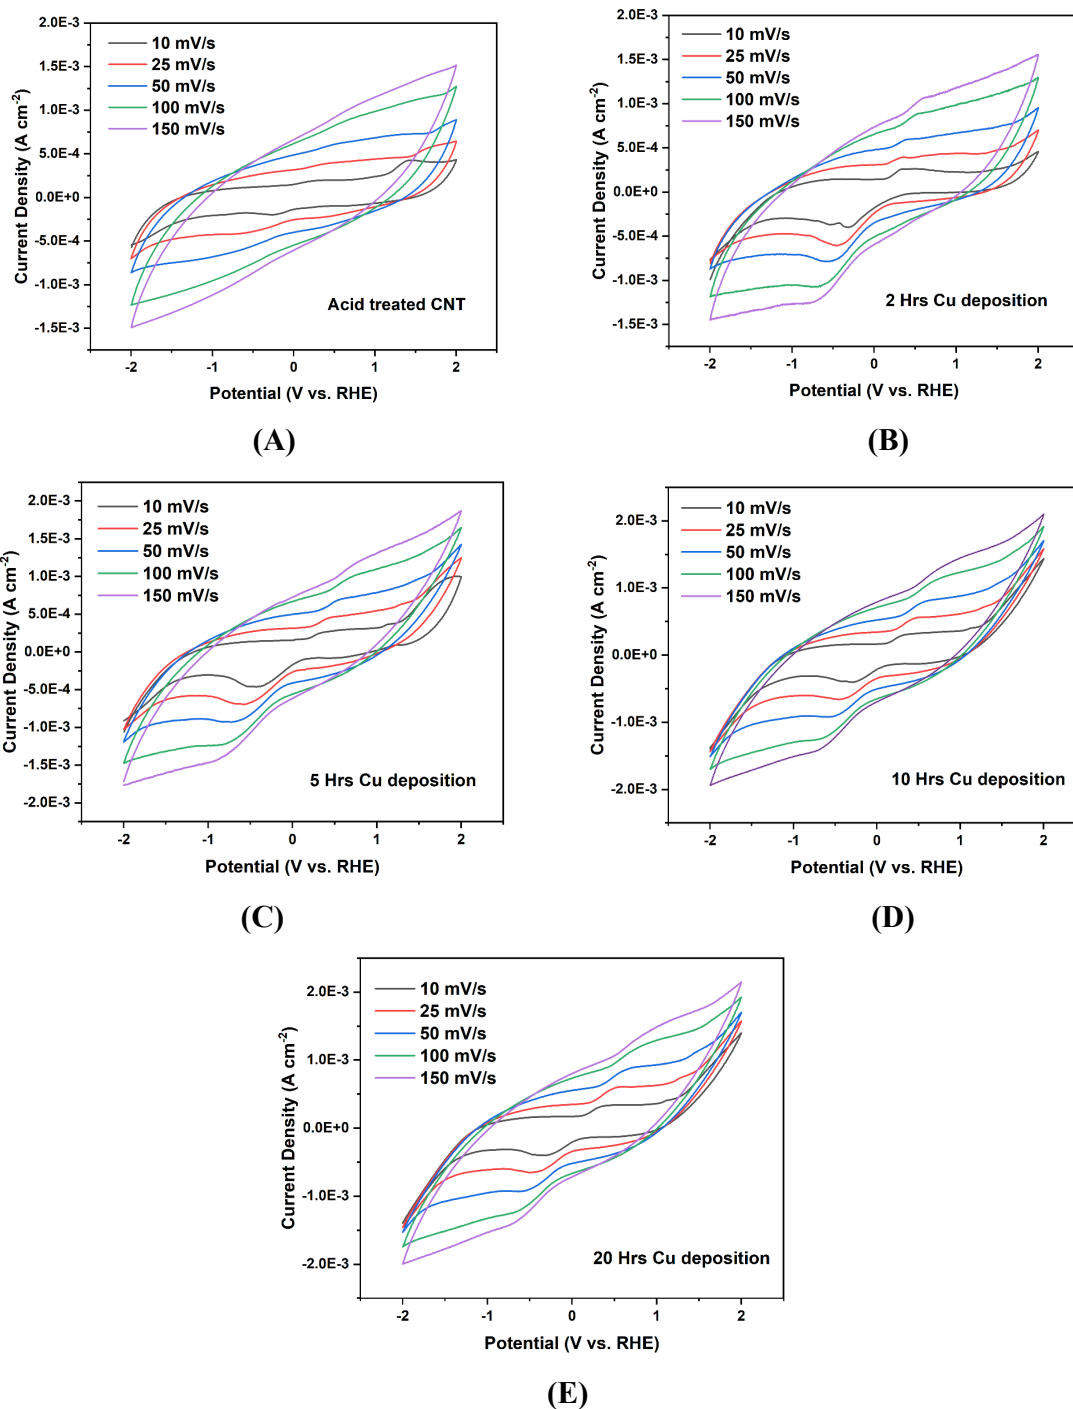 2.0E-3
1.5E-3
1.0E-3
5.0E-4
0.0E+0
-5.0E-4
-1.0E-3
-1.5E-3
Current Density (A cm-2)
10 mV/s
25 mV/s
50 mV/s
100 mV/s
150 mV/s
Acid treated CNT
-2 -1 0 1 2
Potential (V vs. RHE)
(A)
2.0E-3
1.5E-3
1.0E-3
5.0E-4
0.0E+0
-5.0E-4
-1.0E-3
-1.5E-3
Current Density (A cm-2)
10 mV/s
25 mV/s
50 mV/s
100 mV/s
150 mV/s
2 Hrs Cu deposition
-2 -1 0 1 2
Potential (V vs. RHE)
(B)
2.0E-3
1.5E-3
1.0E-3
5.0E-4
0.0E+0
-5.0E-4
-1.0E-3
-1.5E-3
-2.0E-3
Current Density (A cm-2)
10 mV/s
25 mV/s
50 mV/s
100 mV/s
150 mV/s
5 Hrs Cu deposition
-2 -1 0 1 2
Potential (V vs. RHE)
(C)
2.0E-3
1.0E-3
0.0E+0
-1.0E-3
-2.0E-3
Current Density (A cm-2)
10 mV/s
25 mV/s
50 mV/s
100 mV/s
150 mV/s
10 Hrs Cu deposition
-2 -1 0 1 2
Potential (V vs. RHE)
(D)
2.0E-3
1.0E-3
0.0E+0
-1.0E-3
-2.0E-3
Current Density (A cm-2)
10 mV/s
25 mV/s
50 mV/s
100 mV/s
150 mV/s
20 Hrs Cu deposition
-2 -1 0 1 2
Potential (V vs. RHE)
(E)